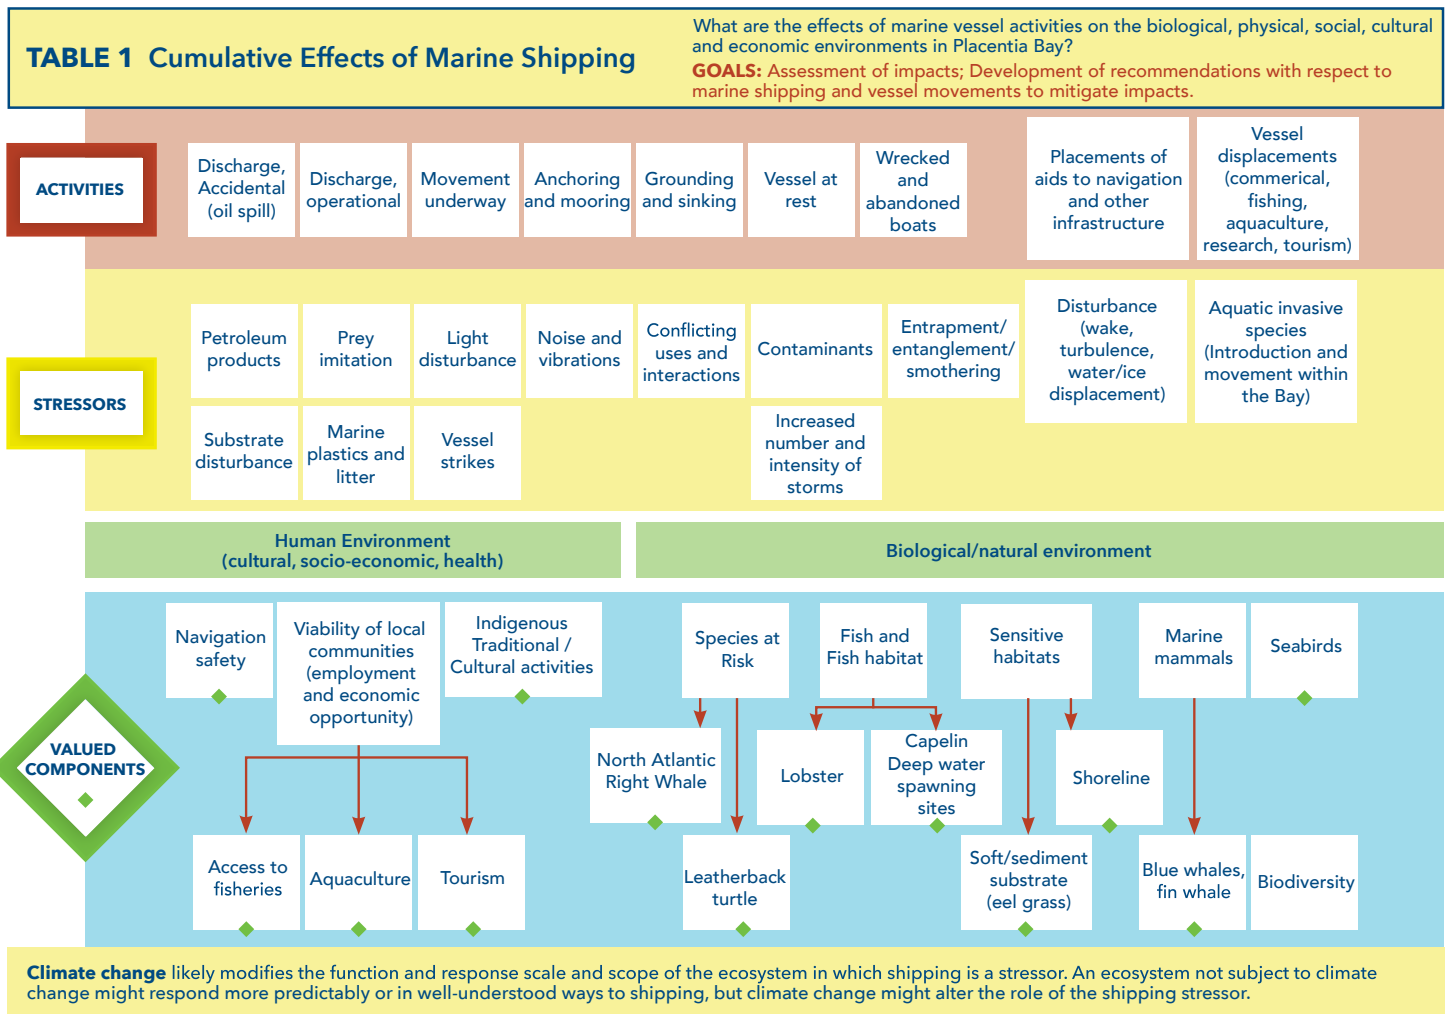 TABLE 1 Cumulative Effects of Marine Shipping
What are the effects of marine vessel activities on the biological, physical, social, cultural
and economic environments in Placentia Bay?
GOALS: Assessment of impacts; Development of recommendations with respect to
marine shipping and vessel movements to mitigate impacts.
ACTIVITIES
Discharge,
Accidental
(oil spill)
Discharge,
operational
Movement
underway
Anchoring
and mooring
Grounding
and sinking
Vessel at
rest
Wrecked
and
abandoned
boats
Placements of
aids to navigation
and other
infrastructure
Vessel
displacements
(commerical,
fishing,
aquaculture,
research, tourism)
STRESSORS
Petroleum
products
Prey
imitation
Light
disturbance
Noise and
vibrations
Conflicting
uses and
interactions
Contaminants
Entrapment/
entanglement/
smothering
Disturbance
(wake,
turbulence,
water/ice
displacement)
Aquatic invasive
species
(Introduction and
movement within
the Bay)
Substrate
disturbance
Marine
plastics and
litter
Vessel
strikes
Increased
number and
intensity of
storms
Human Environment
(cultural, socio-economic, health)
Biological/natural environment
VALUED
COMPONENTS
Navigation
safety
Viability of local
communities
(employment
and economic
opportunity)
Indigenous
Traditional /
Cultural activities
Species at
Risk
Fish and
Fish habitat
Sensitive
habitats
Marine
mammals
Seabirds
North Atlantic
Right Whale
Lobster
Capelin
Deep water
spawning
sites
Shoreline
Access to
fisheries
Aquaculture
Tourism
Leatherback
turtle
Soft/sediment
substrate
(eel grass)
Blue whales,
fin whale
Biodiversity
Climate change likely modifies the function and response scale and scope of the ecosystem in which shipping is a stressor. An ecosystem not subject to climate
change might respond more predictably or in well-understood ways to shipping, but climate change might alter the role of the shipping stressor.